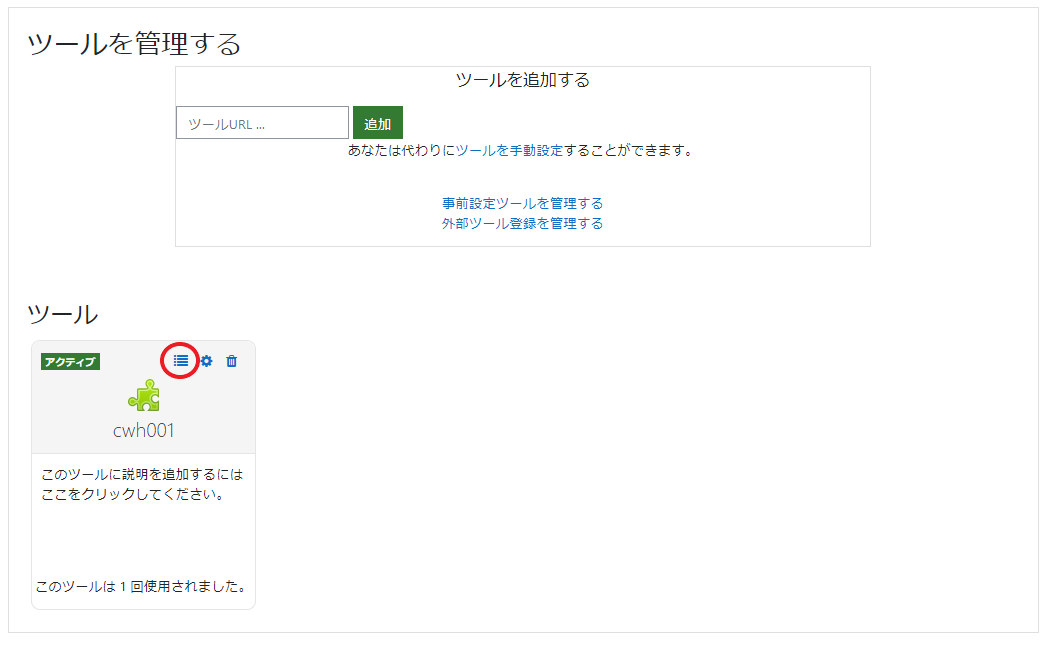 ツールを管理する
ツールを追加する
ツールURL ...
追加
あなたは代わりにツールを手動設定することができます。
事前設定ツールを管理する
外部ツール登録を管理する
ツール
アクティブ
cwh001
このツールに説明を追加するには
ここをクリックしてください。
このツールは 1 回使用されました。